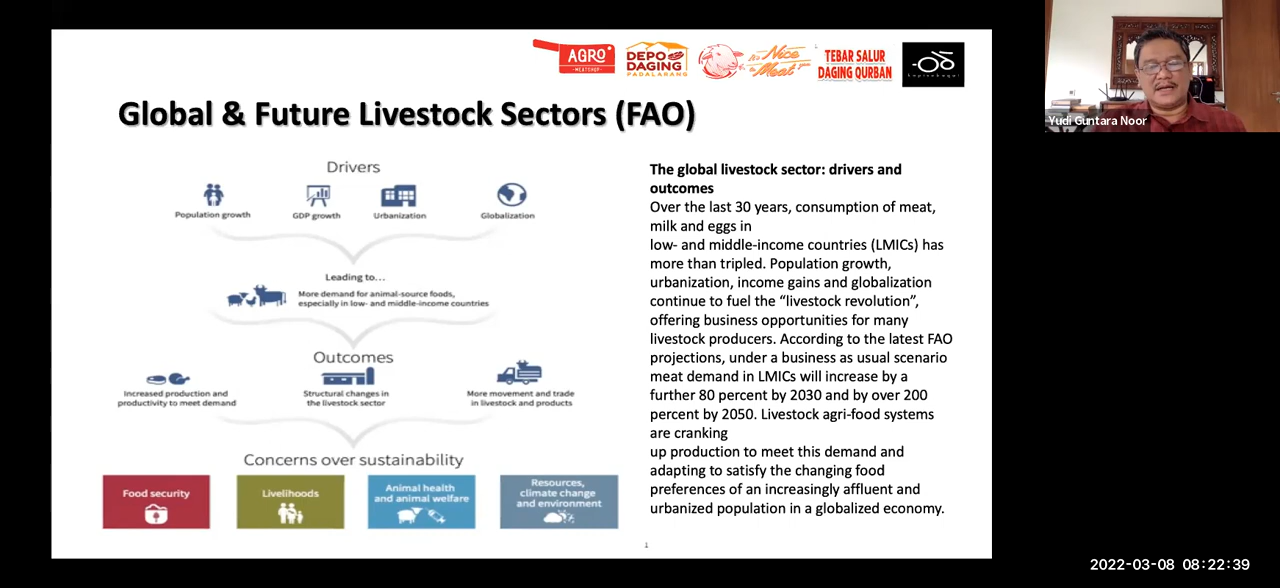 AGRO
MEATSHOP
DEPO
DAGING
PADALARANG
It's Nice
to Meat you
TEBAR SALUR
DAGING QURBAN
Global & Future Livestock Sectors (FAO)
Yudi Guntara Noor
Drivers
Population growth
GDP growth
Urbanization
Globalization
Leading to...
More demand for animal-source foods,
especially in low- and middle-income countries
Outcomes
Increased production and
productivity to meet demand
Structural changes in
the livestock sector
More movement and trade
in livestock and products
Concerns over sustainability
Food security
Livelihoods
Animal health
and animal welfare
Resources,
climate change
and environment
The global livestock sector: drivers and
outcomes
Over the last 30 years, consumption of meat,
milk and eggs in
low- and middle-income countries (LMICs) has
more than tripled. Population growth,
urbanization, income gains and globalization
continue to fuel the “livestock revolution”,
offering business opportunities for many
livestock producers. According to the latest FAO
projections, under a business as usual scenario
meat demand in LMICs will increase by a
further 80 percent by 2030 and by over 200
percent by 2050. Livestock agri-food systems
are cranking
up production to meet this demand and
adapting to satisfy the changing food
preferences of an increasingly affluent and
urbanized population in a globalized economy.
1
2022-03-08 08:22:39